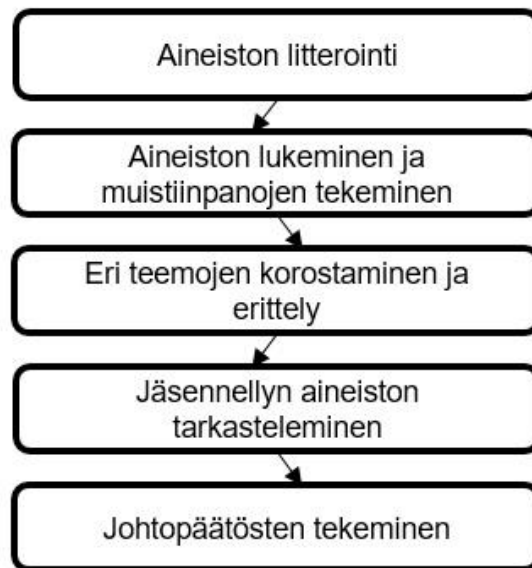 Aineiston litterointi
Aineiston lukeminen ja
muistiinpanojen tekeminen
Eri teemojen korostaminen ja
erittely
Jäsennellyn aineiston
tarkasteleminen
Johtopäätösten tekeminen